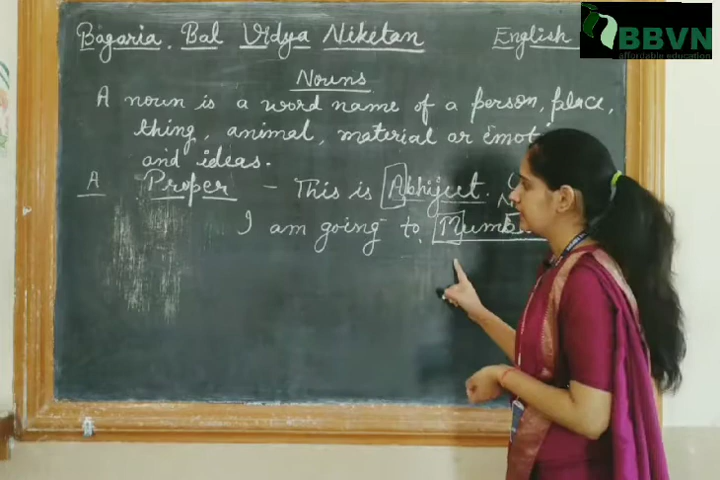 Bagaria. Bal Vidya Niketan English
BBVN
affordable education
Nouns
A noun is a word name of a person, place,
thing, animal, material or emot
and ideas.
A Proper - This is Abhijeet.
I am going to Mumb